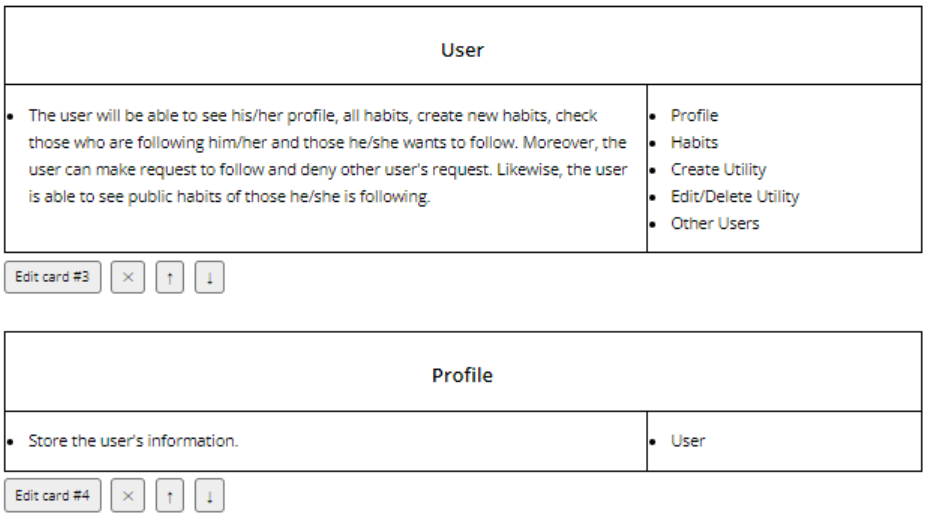 User
• The user will be able to see his/her profile, all habits, create new habits, check
those who are following him/her and those he/she wants to follow. Moreover, the
user can make request to follow and deny other user's request. Likewise, the user
is able to see public habits of those he/she is following.
• Profile
• Habits
• Create Utility
• Edit/Delete Utility
• Other Users
Edit card #3 × ↑ ↓
Profile
• Store the user's information.
• User
Edit card #4 × ↑ ↓